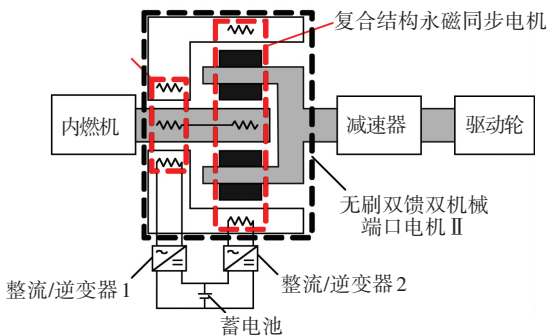 复合结构永磁同步电机
内燃机
减速器
驱动轮
无刷双馈双机械
端口电机Ⅱ
整流/逆变器1
整流/逆变器2
蓄电池